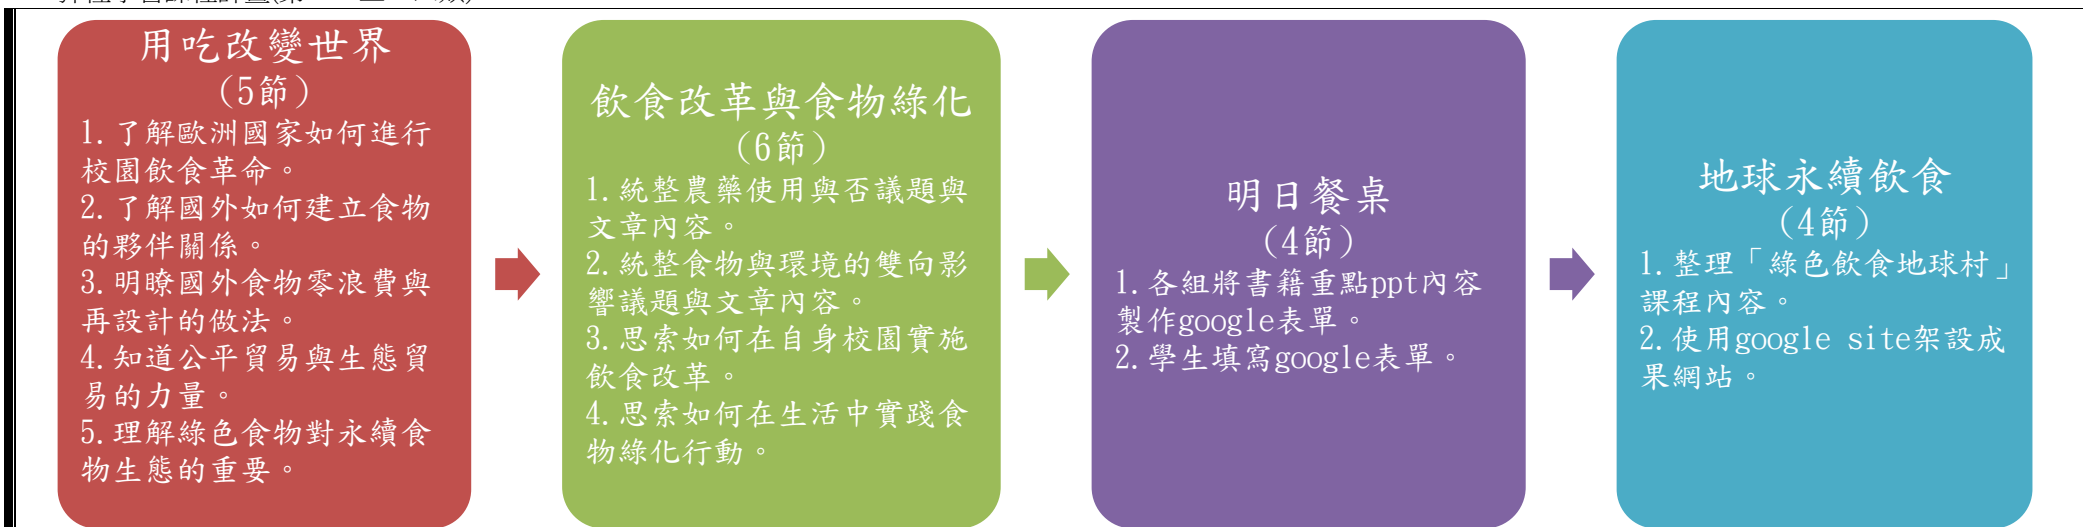 用吃改變世界
(5節)
1.了解歐洲國家如何進行
校園飲食革命。
2.了解國外如何建立食物
的夥伴關係。
3.明瞭國外食物零浪費與
再設計的做法。
4.知道公平貿易與生態貿
易的力量。
5.理解綠色食物對永續食
物生態的重要。
飲食改革與食物綠化
(6節)
1.統整農藥使用與否議題與
文章內容。
2.統整食物與環境的雙向影
響議題與文章內容。
3.思索如何在自身校園實施
飲食改革。
4.思索如何在生活中實踐食
物綠化行動。
明日餐桌
(4節)
1.各組將書籍重點ppt內容
製作google表單。
2.學生填寫google表單。
地球永續飲食
(4節)
1.整理「綠色飲食地球村」
課程內容。
2.使用google site架設成
果網站。